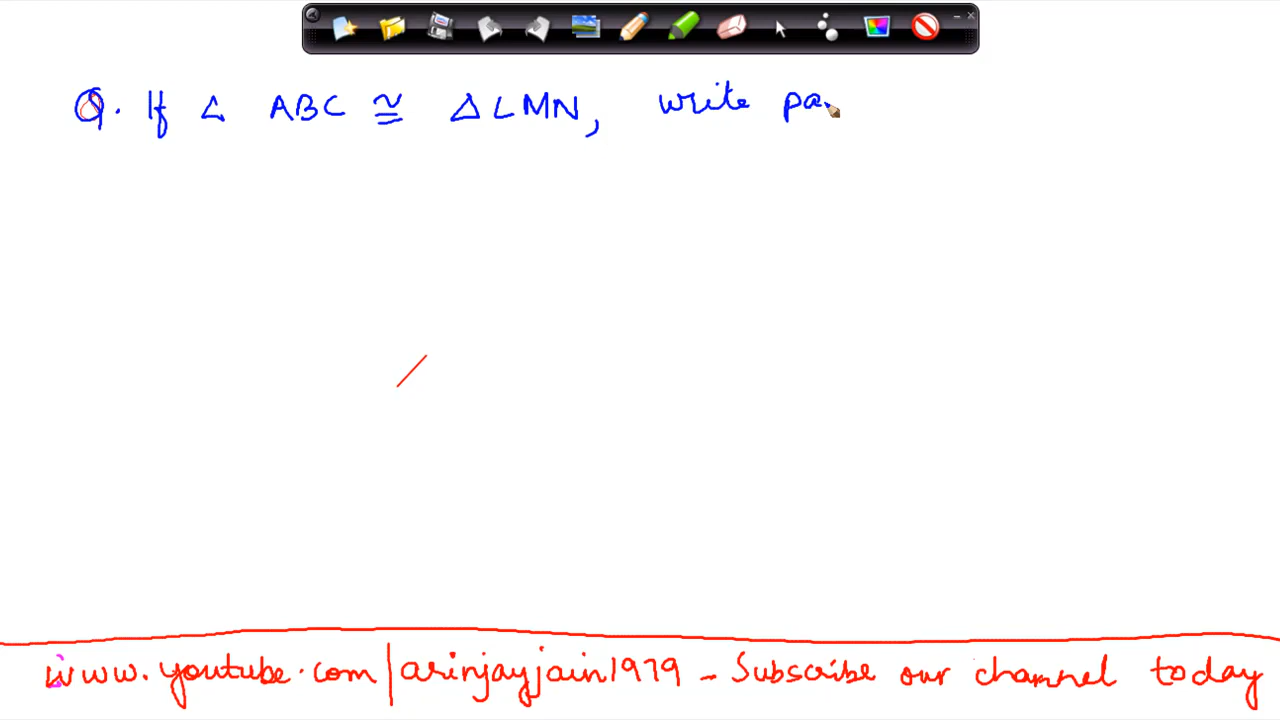 Q. If △ ABC ≅ △LMN, write pa
www.youtube.com/arinjayjain1979 - Subscribe our channel today